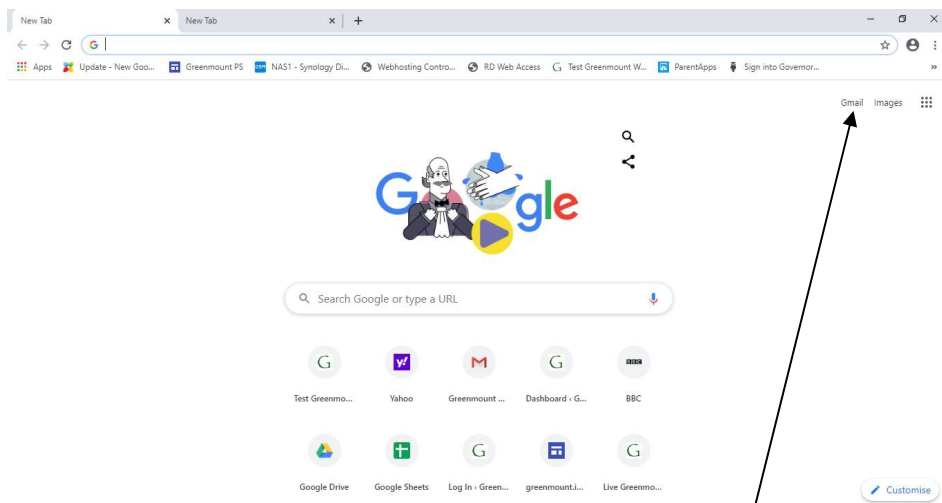 New Tab
New Tab
Apps Update - New Goo... Greenmount PS NAS1 - Synology Di... Webhosting Contro... RD Web Access Test Greenmount W... ParentApps Sign into Governor...
Gmail Images
Google
Search Google or type a URL
Test Greenmo... Yahoo Greenmount ... Dashboard ‹ G... BBC
Google Drive Google Sheets Log In ‹ Green... greenmount.i... Live Greenmo...
Customise